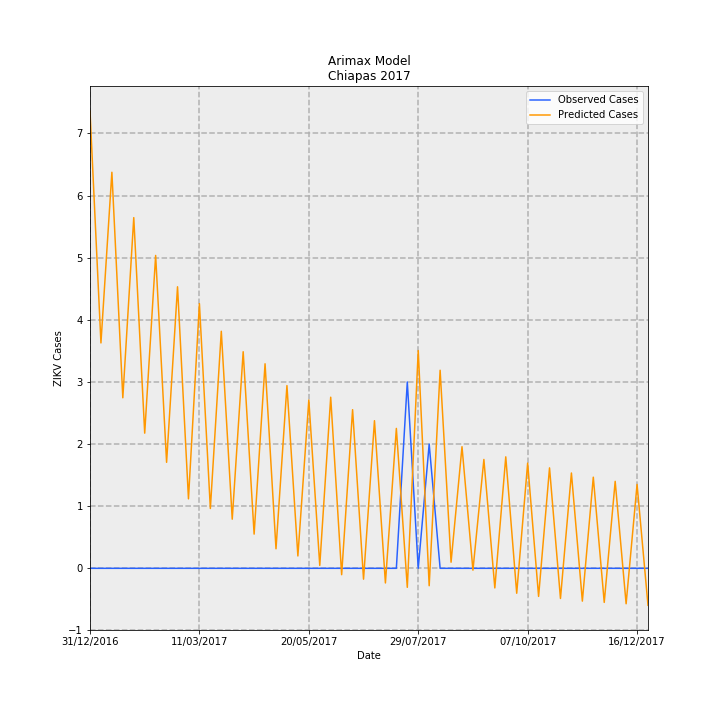 Arimax Model
Chiapas 2017
Observed Cases
Predicted Cases
7
6
5
4
3
2
1
0
−1
ZIKV Cases
31/12/2016 11/03/2017 20/05/2017 29/07/2017 07/10/2017 16/12/2017
Date